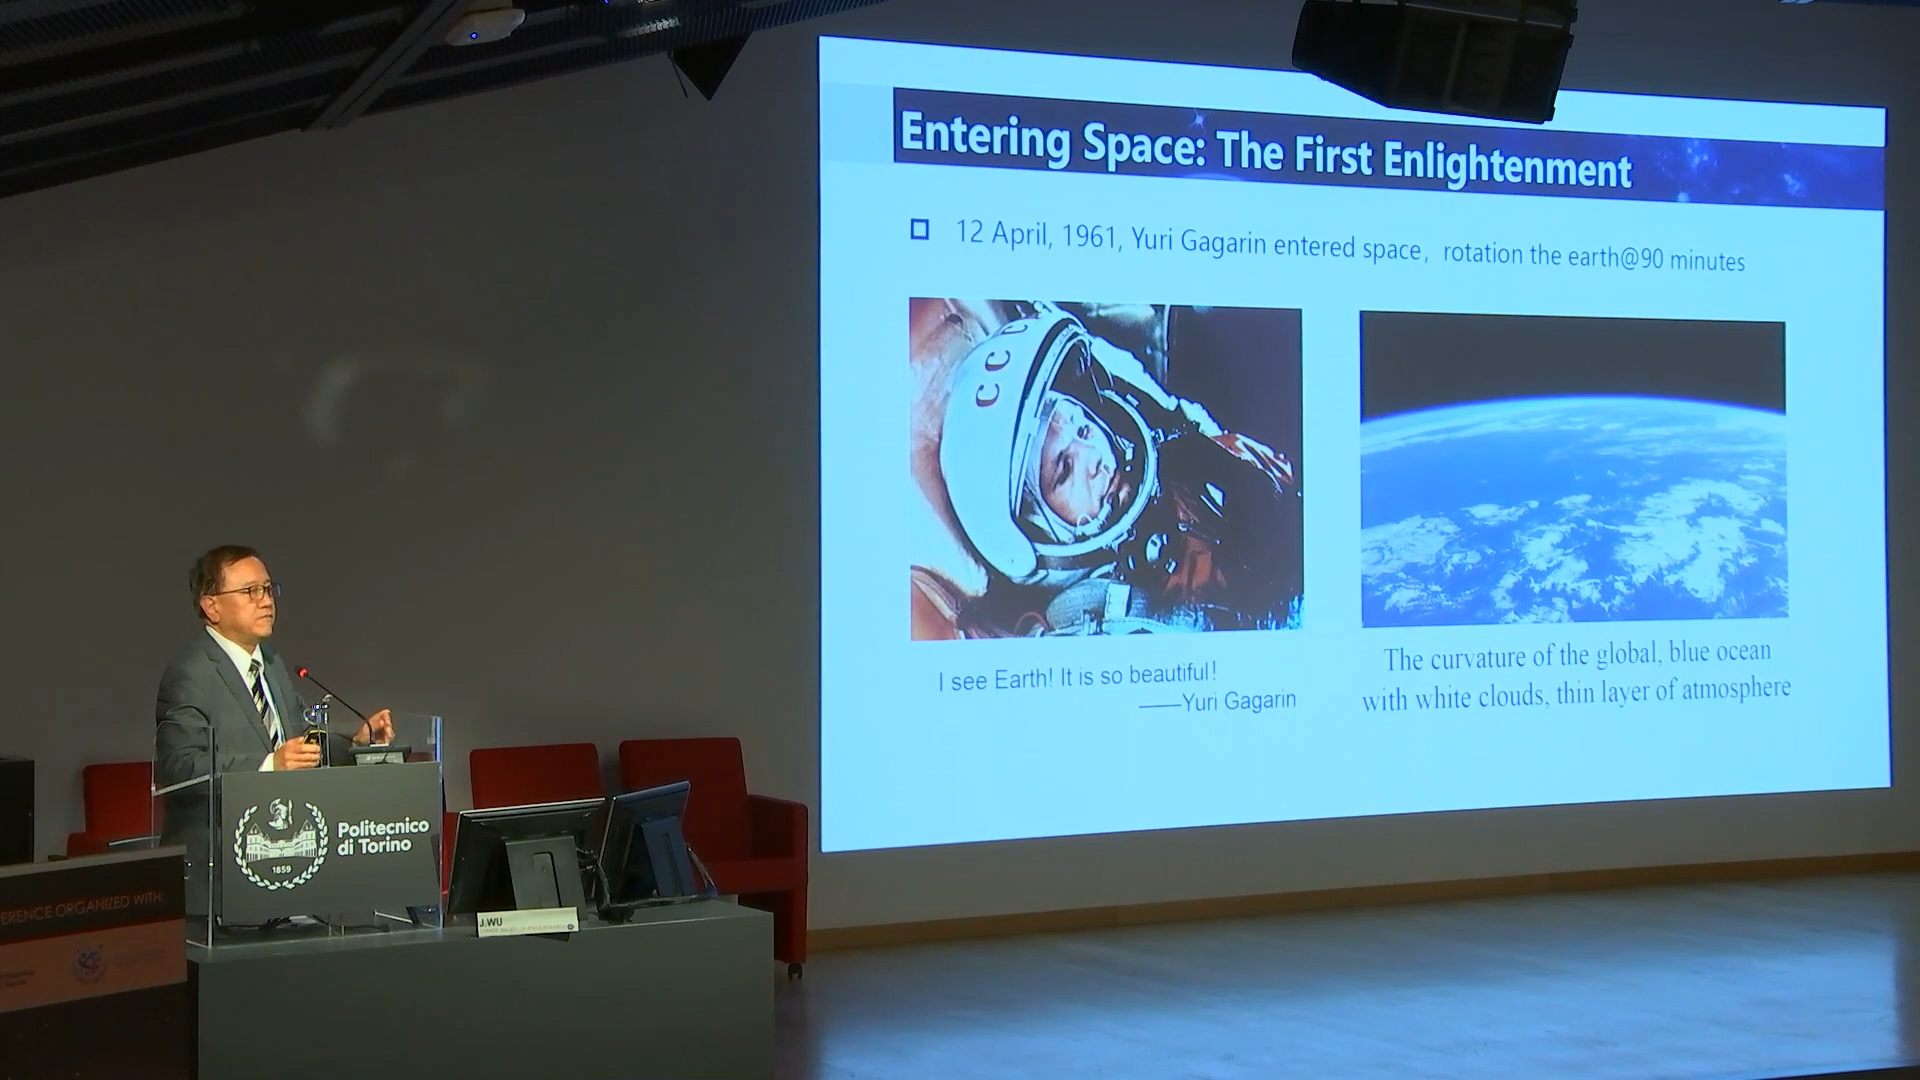 Entering Space: The First Enlightenment
12 April, 1961, Yuri Gagarin entered space, rotation the earth@90 minutes
C C C
I see Earth! It is so beautiful!
——Yuri Gagarin
The curvature of the global, blue ocean
with white clouds, thin layer of atmosphere
Politecnico
di Torino
1859
ERENCE ORGANIZED WITH:
J.WU